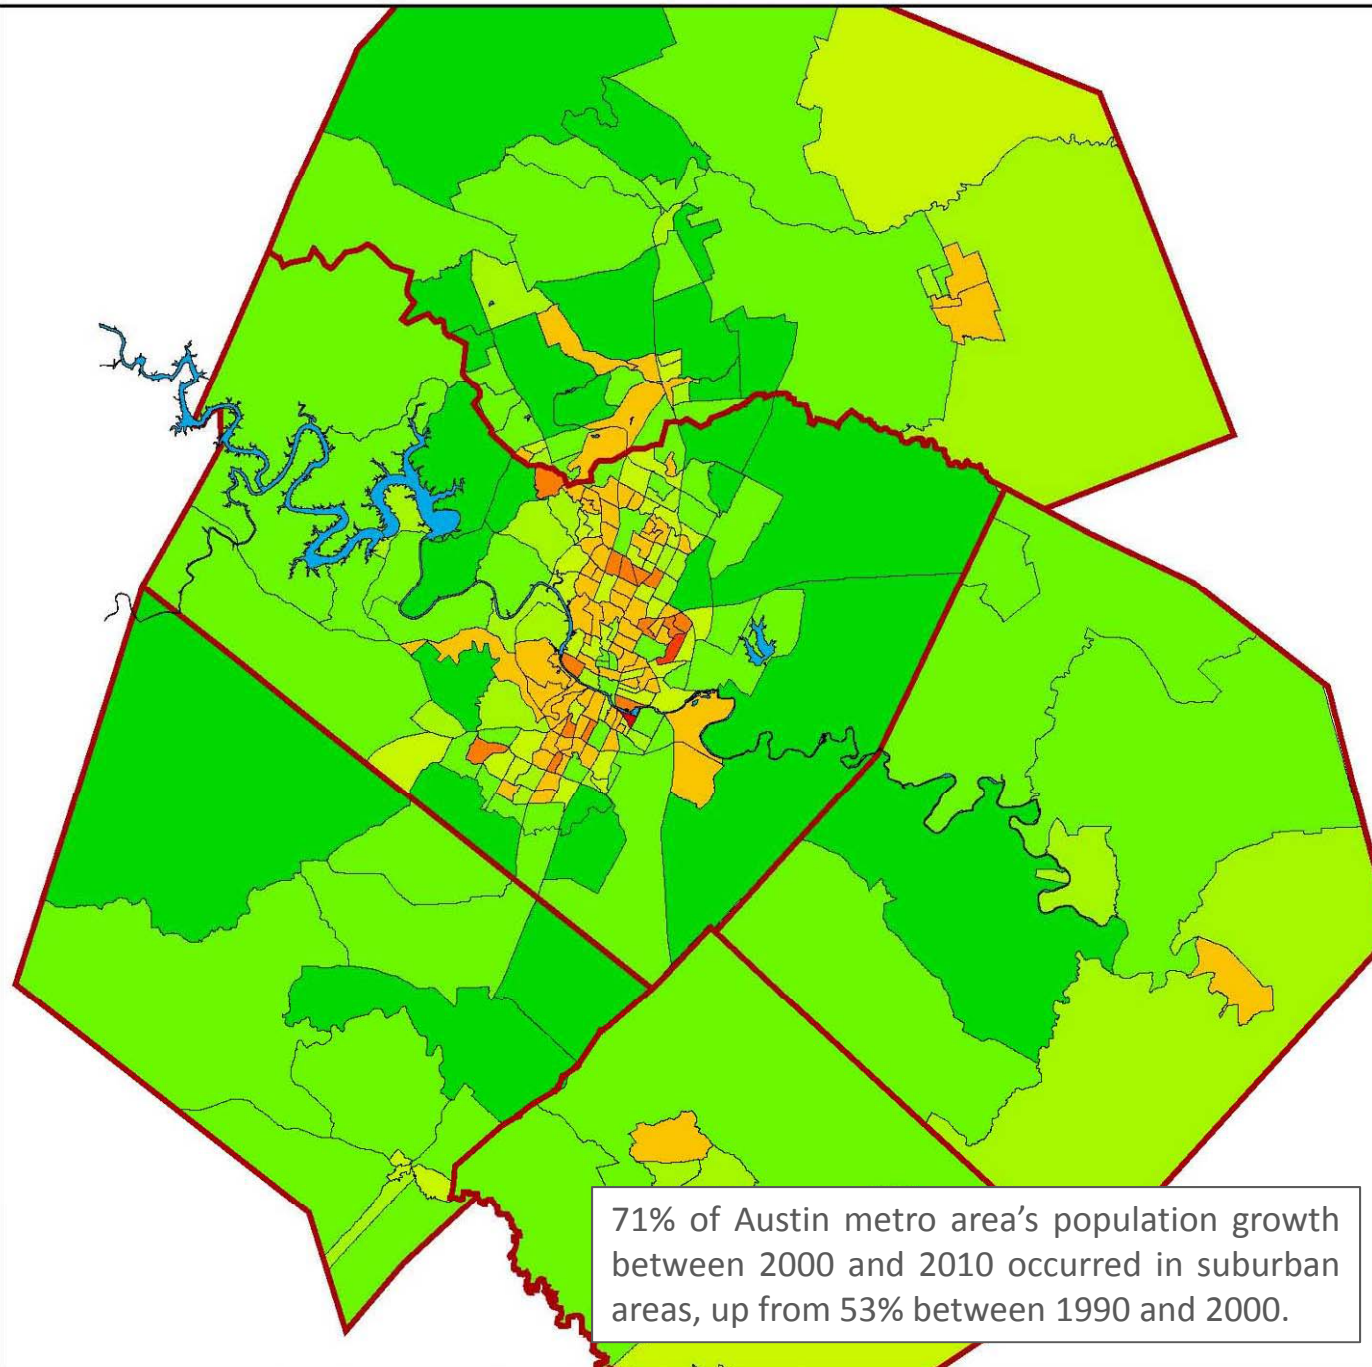 71% of Austin metro area’s population growth
between 2000 and 2010 occurred in suburban
areas, up from 53% between 1990 and 2000.